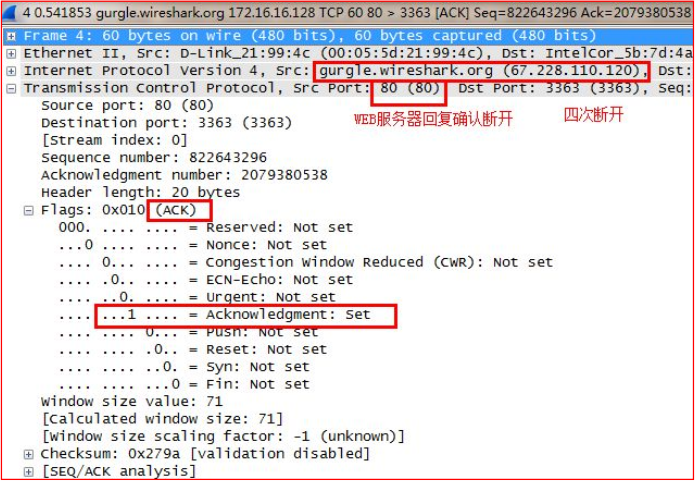 4 0.541853 gurgle.wireshark.org 172.16.16.128 TCP 60 80 > 3363 [ACK] Seq=822643296 Ack=2079380538
Frame 4: 60 bytes on wire (480 bits), 60 bytes captured (480 bits)
Ethernet II, Src: D-Link_21:99:4c (00:05:5d:21:99:4c), Dst: IntelCor_5b:7d:4a
Internet Protocol Version 4, Src: gurgle.wireshark.org (67.228.110.120), Dst:
Transmission Control Protocol, Src Port: 80 (80) Dst Port: 3363 (3363), Seq:
Source port: 80 (80)
Destination port: 3363 (3363)
WEB服务器回复确认断开 四次断开
[Stream index: 0]
Sequence number: 822643296
Acknowledgment number: 2079380538
Header length: 20 bytes
Flags: 0x010 (ACK)
000. .... .... = Reserved: Not set
...0 .... .... = Nonce: Not set
.... 0... .... = Congestion Window Reduced (CWR): Not set
.... .0.. .... = ECN-Echo: Not set
.... ..0. .... = Urgent: Not set
.... ...1 .... = Acknowledgment: Set
.... .... 0... = Push: Not set
.... .... .0.. = Reset: Not set
.... .... ..0. = Syn: Not set
.... .... ...0 = Fin: Not set
Window size value: 71
[Calculated window size: 71]
[Window size scaling factor: -1 (unknown)]
Checksum: 0x279a [validation disabled]
[SEQ/ACK analysis]